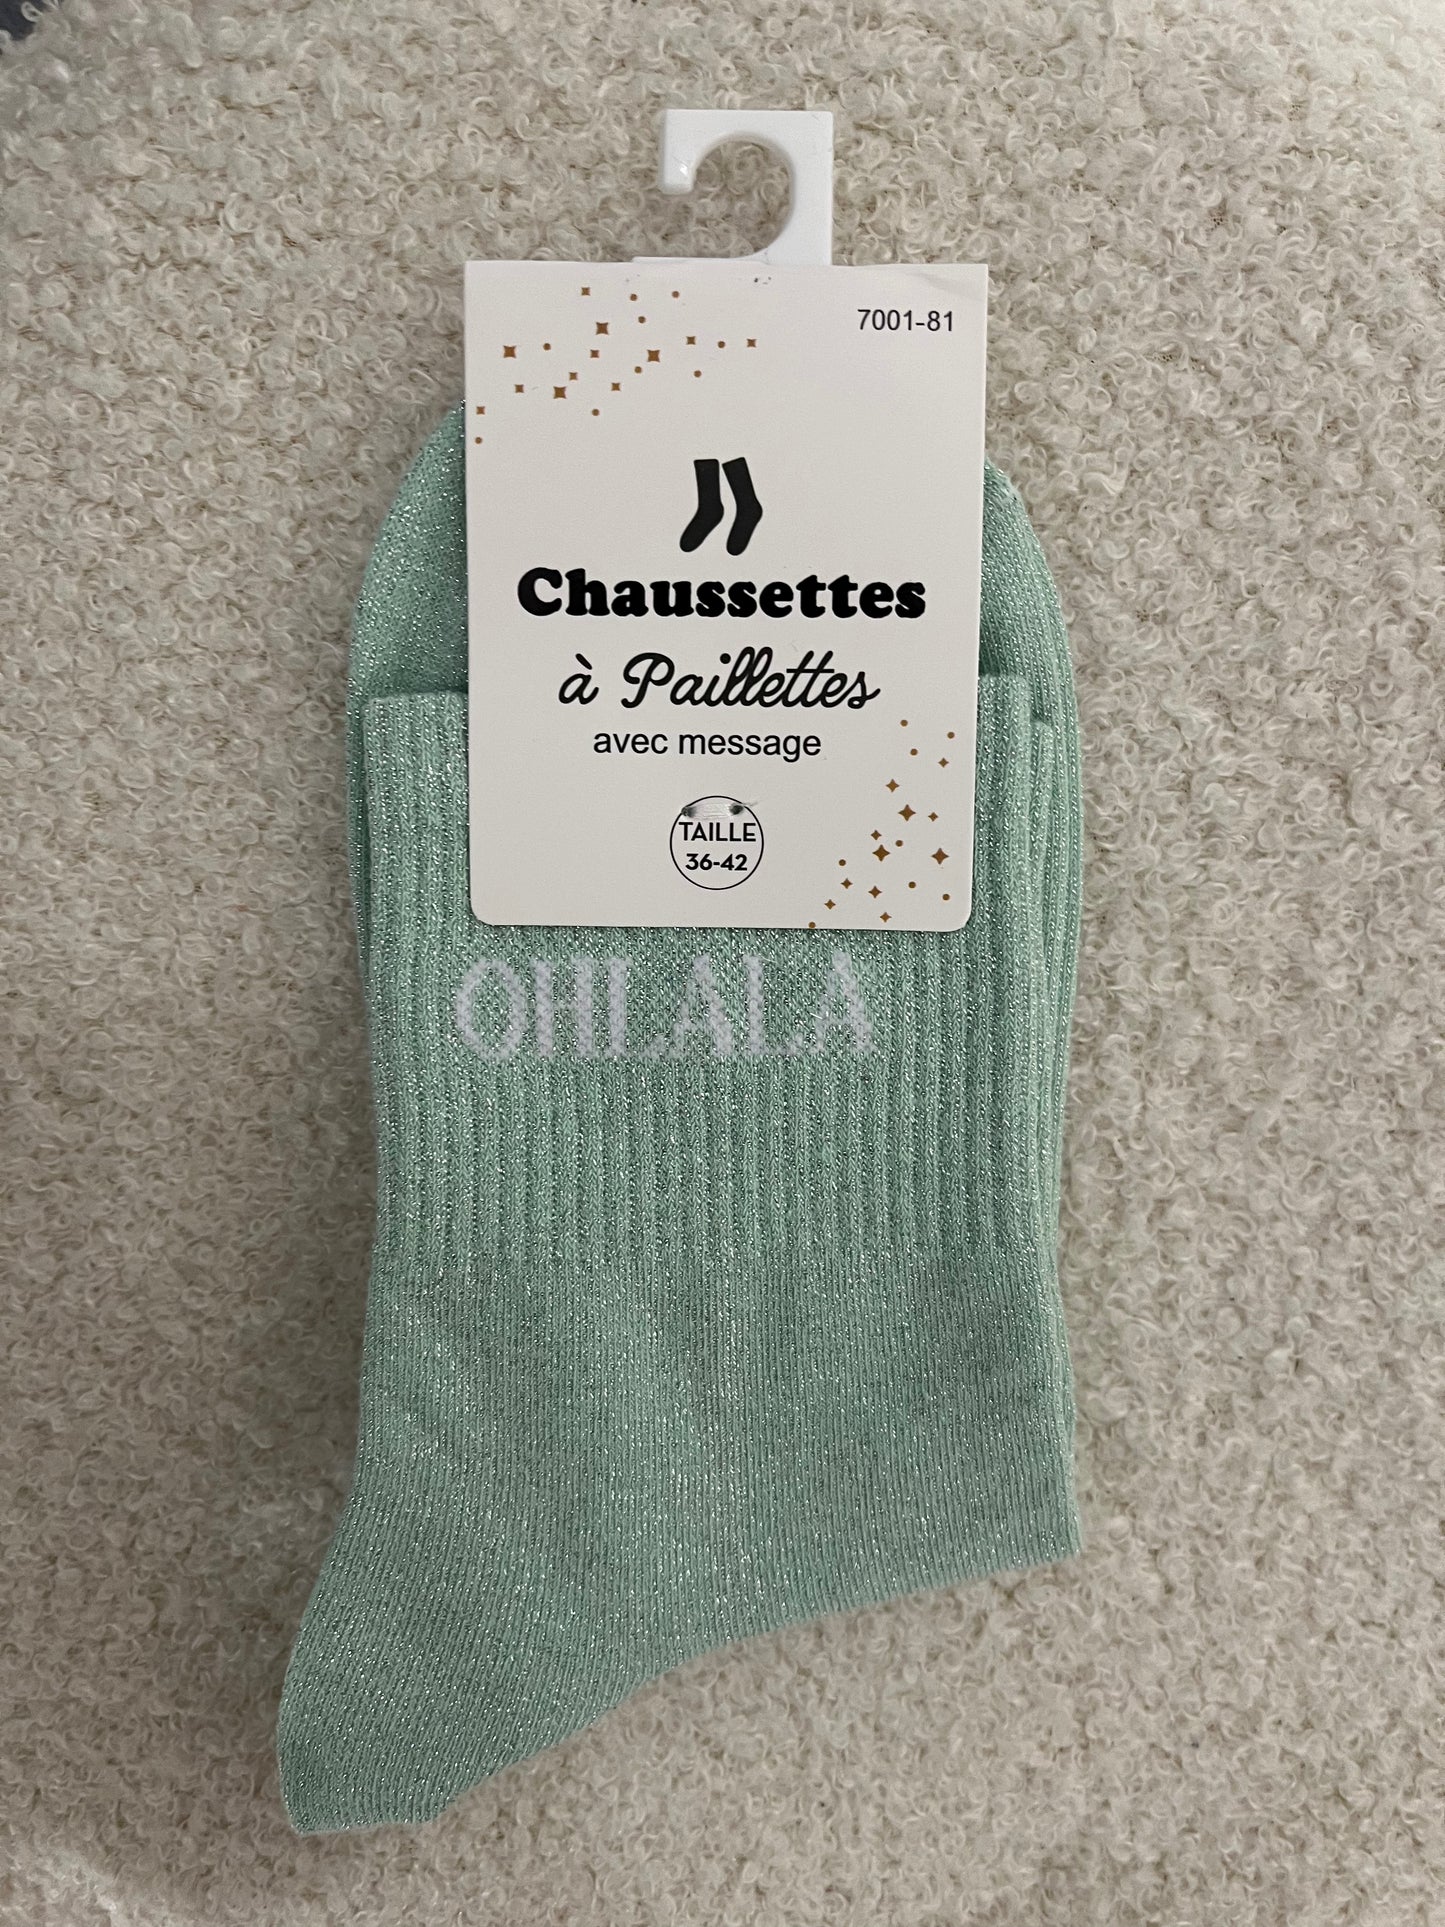 7001-81
Chaussettes
à Paillettes
avec message
TAILLE
36-42
OHLALA